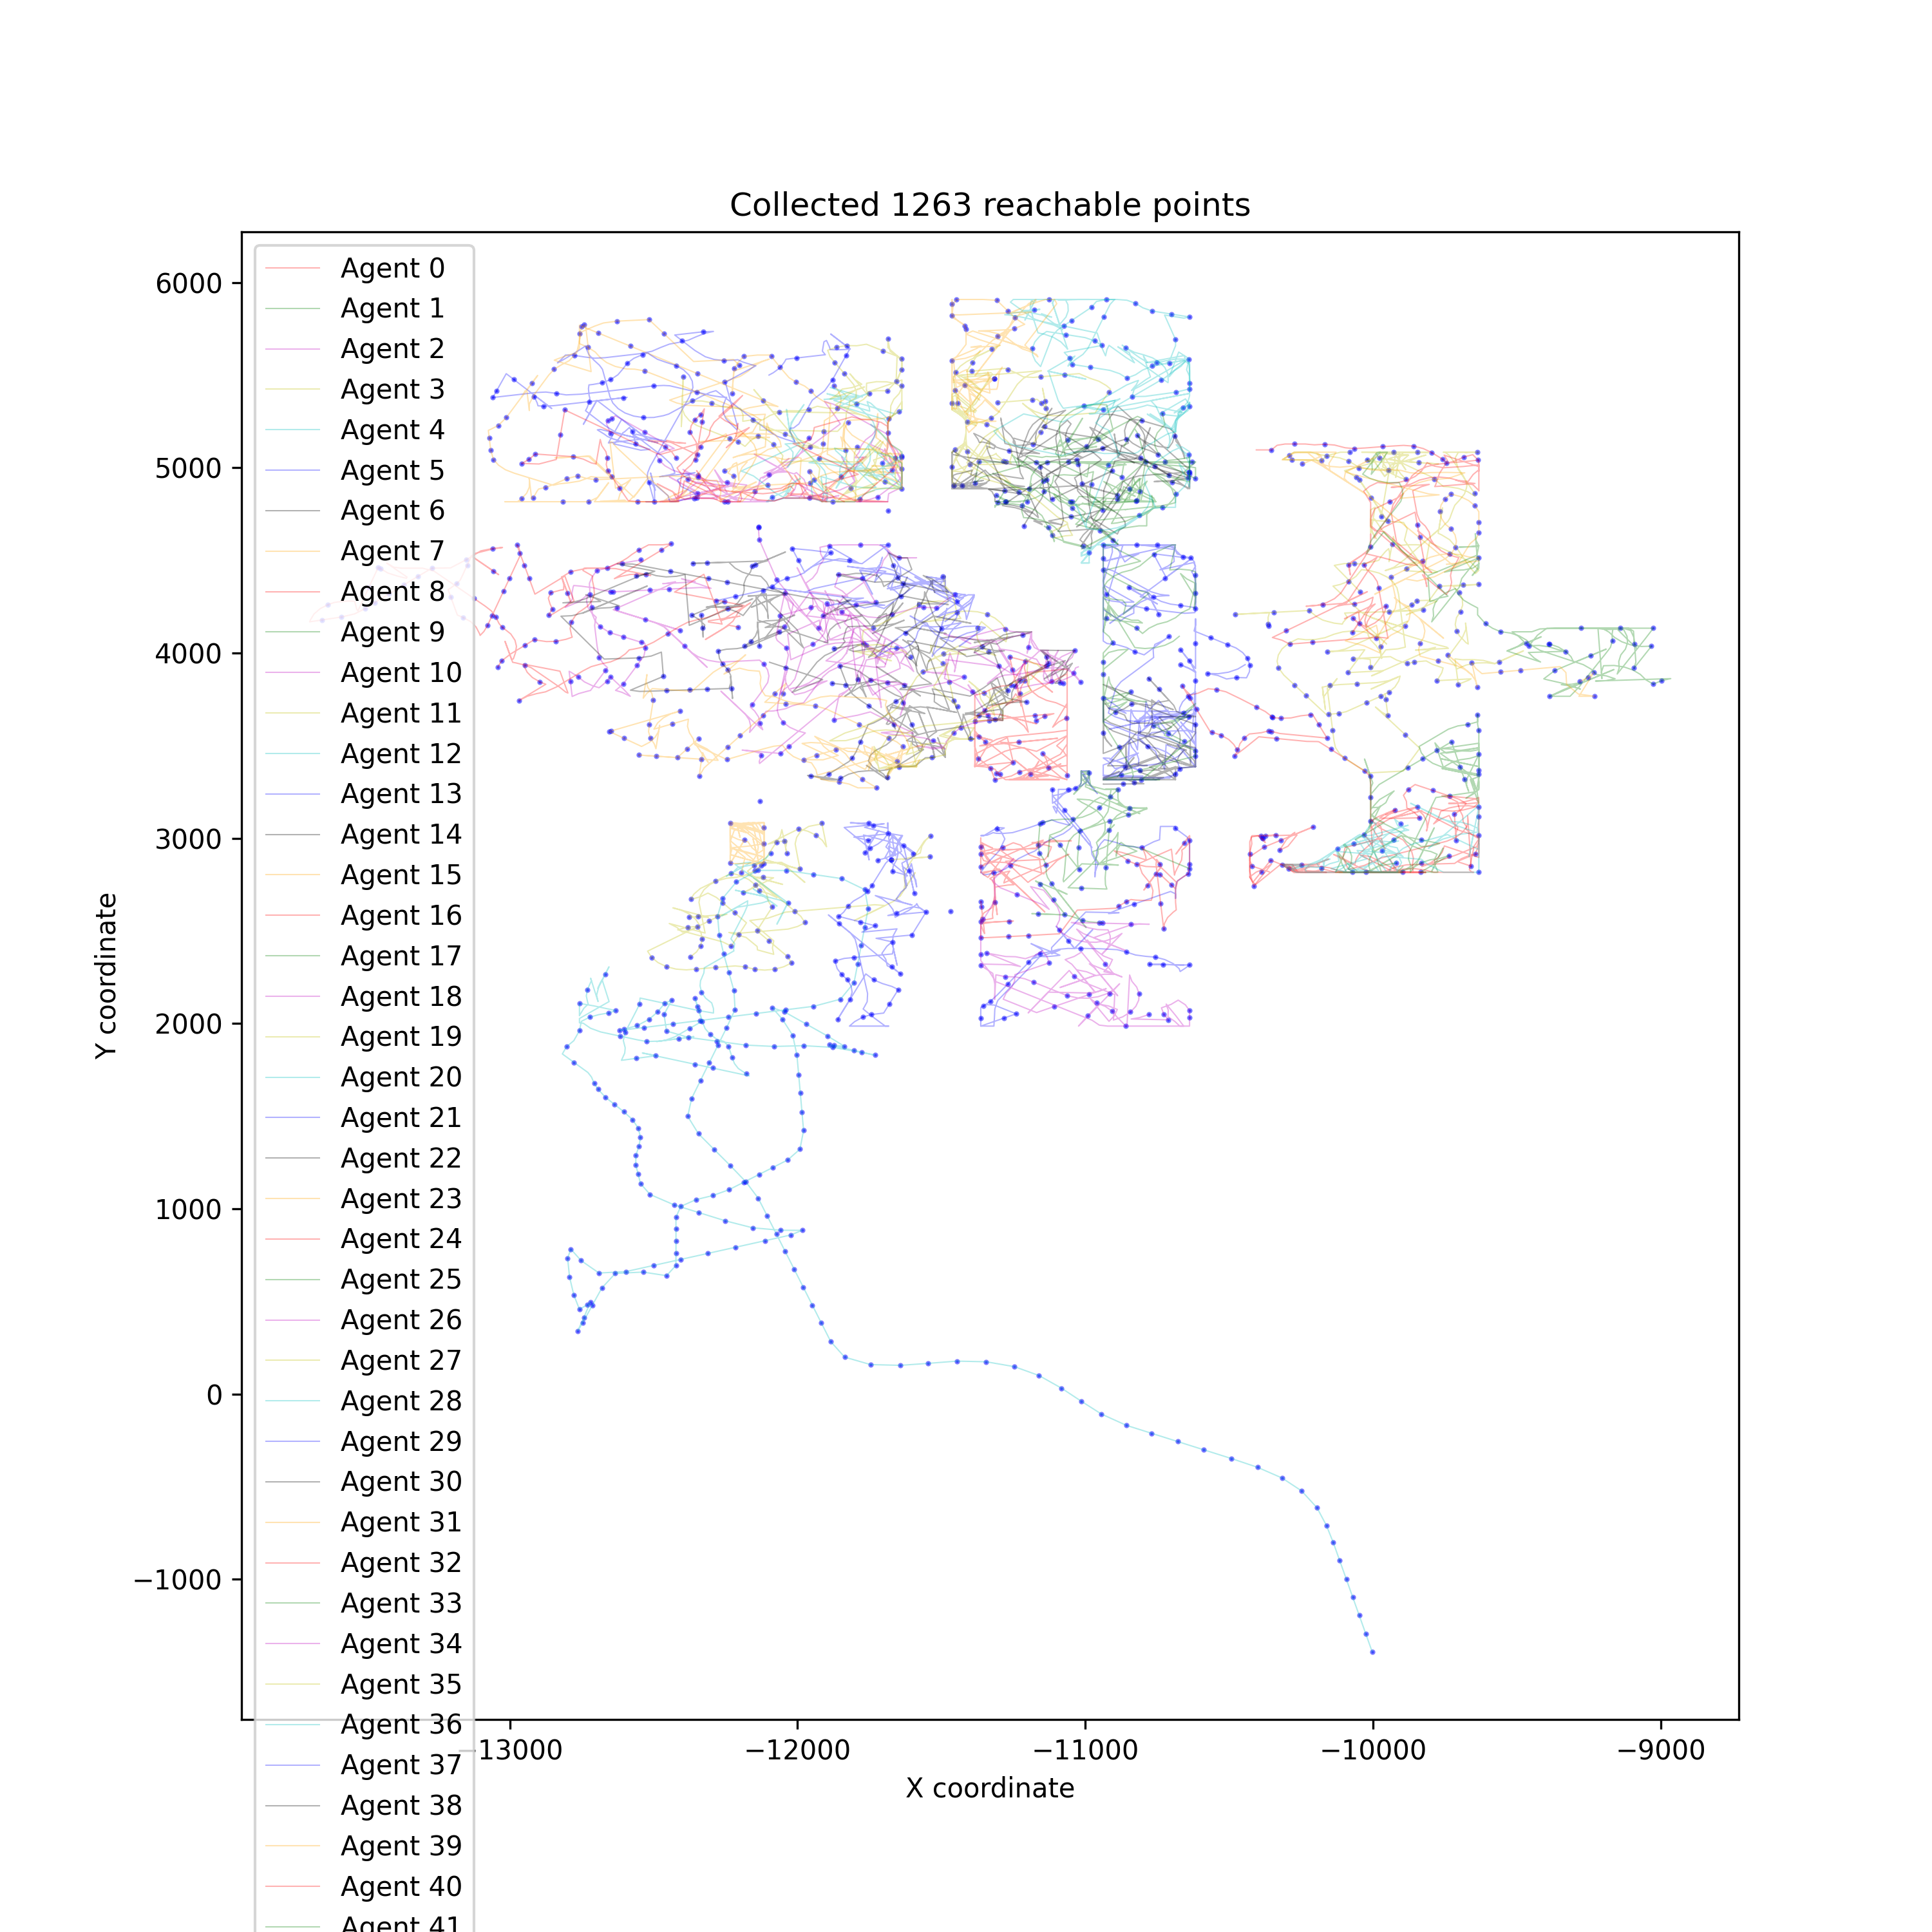 Collected 1263 reachable points
6000
5000
4000
3000
2000
1000
0
−1000
Y coordinate
Agent 0
Agent 1
Agent 2
Agent 3
Agent 4
Agent 5
Agent 6
Agent 7
Agent 8
Agent 9
Agent 10
Agent 11
Agent 12
Agent 13
Agent 14
Agent 15
Agent 16
Agent 17
Agent 18
Agent 19
Agent 20
Agent 21
Agent 22
Agent 23
Agent 24
Agent 25
Agent 26
Agent 27
Agent 28
Agent 29
Agent 30
Agent 31
Agent 32
Agent 33
Agent 34
Agent 35
Agent 36
Agent 37
Agent 38
Agent 39
Agent 40
Agent 41
−13000 −12000 −11000 −10000 −9000
X coordinate